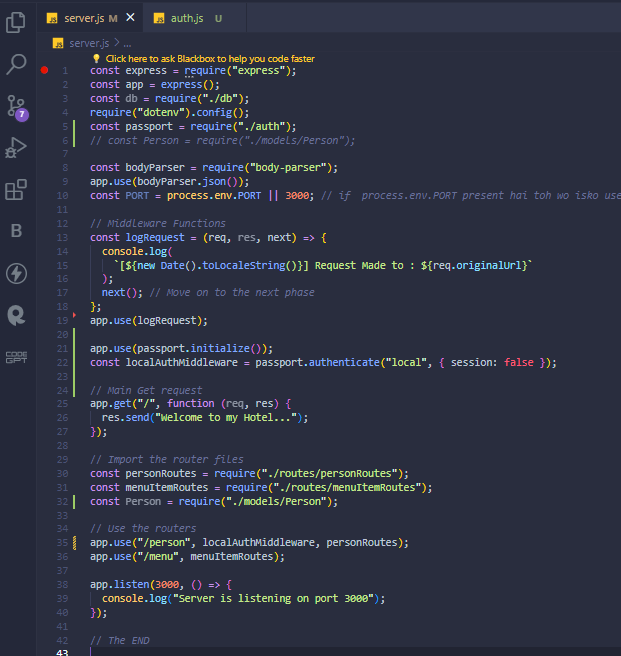 server.js M
auth.js U
server.js > ...
Click here to ask Blackbox to help you code faster
1 const express = require("express");
2 const app = express();
3 const db = require("./db");
4 require("dotenv").config();
5 const passport = require("./auth");
6 // const Person = require("./models/Person");
7
8 const bodyParser = require("body-parser");
9 app.use(bodyParser.json());
10 const PORT = process.env.PORT || 3000; // if  process.env.PORT present hai toh wo isko use
11
12 // Middleware Functions
13 const logRequest = (req, res, next) => {
14   console.log(
15     `[${new Date().toLocaleString()}] Request Made to : ${req.originalUrl}`
16   );
17   next(); // Move on to the next phase
18 };
19 app.use(logRequest);
20
21 app.use(passport.initialize());
22 const localAuthMiddleware = passport.authenticate("local", { session: false });
23
24 // Main Get request
25 app.get("/", function (req, res) {
26   res.send("Welcome to my Hotel...");
27 });
28
29 // Import the router files
30 const personRoutes = require("./routes/personRoutes");
31 const menuItemRoutes = require("./routes/menuItemRoutes");
32 const Person = require("./models/Person");
33
34 // Use the routers
35 app.use("/person", localAuthMiddleware, personRoutes);
36 app.use("/menu", menuItemRoutes);
37
38 app.listen(3000, () => {
39   console.log("Server is listening on port 3000");
40 });
41
42 // The END
43
7
B
CODE
GPT